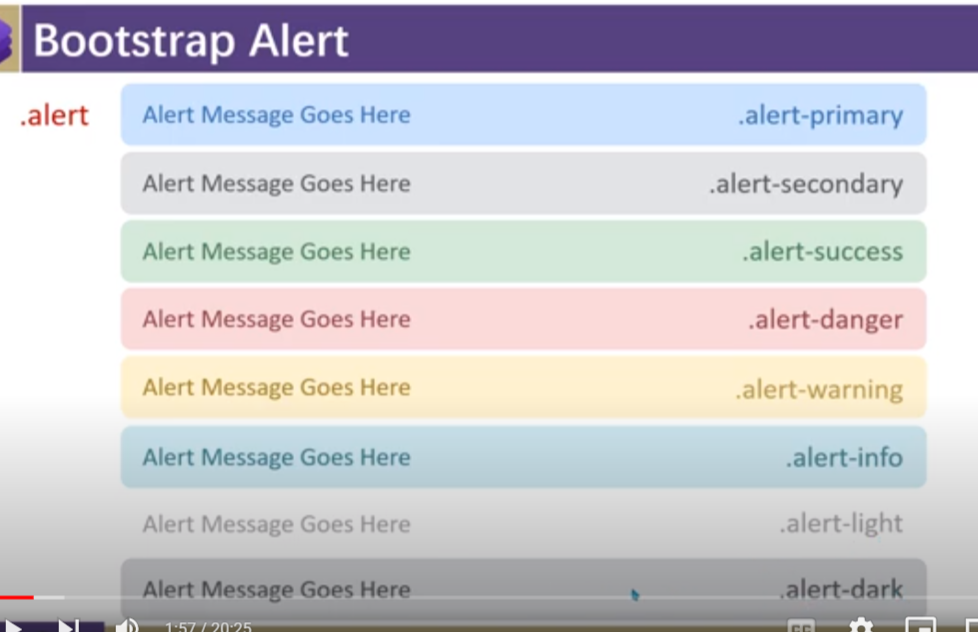 Bootstrap Alert
.alert
Alert Message Goes Here .alert-primary
Alert Message Goes Here .alert-secondary
Alert Message Goes Here .alert-success
Alert Message Goes Here .alert-danger
Alert Message Goes Here .alert-warning
Alert Message Goes Here .alert-info
Alert Message Goes Here .alert-light
Alert Message Goes Here .alert-dark
1:57 / 20:25
CC